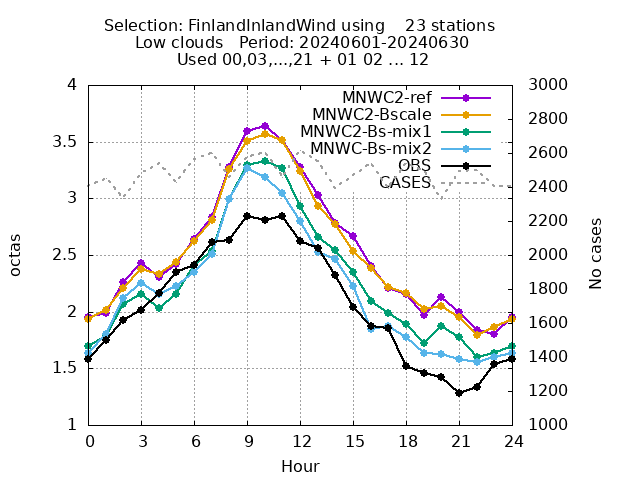 Selection: FinlandInlandWind using    23 stations
Low clouds   Period: 20240601-20240630
Used 00,03,...,21 + 01 02 ... 12
MNWC2-ref
MNWC2-Bscale
MNWC2-Bs-mix1
MNWC-Bs-mix2
OBS
CASES
octas
4
3.5
3
2.5
2
1.5
1
No cases
3000
2800
2600
2400
2200
2000
1800
1600
1400
1200
1000
0 3 6 9 12 15 18 21 24
Hour